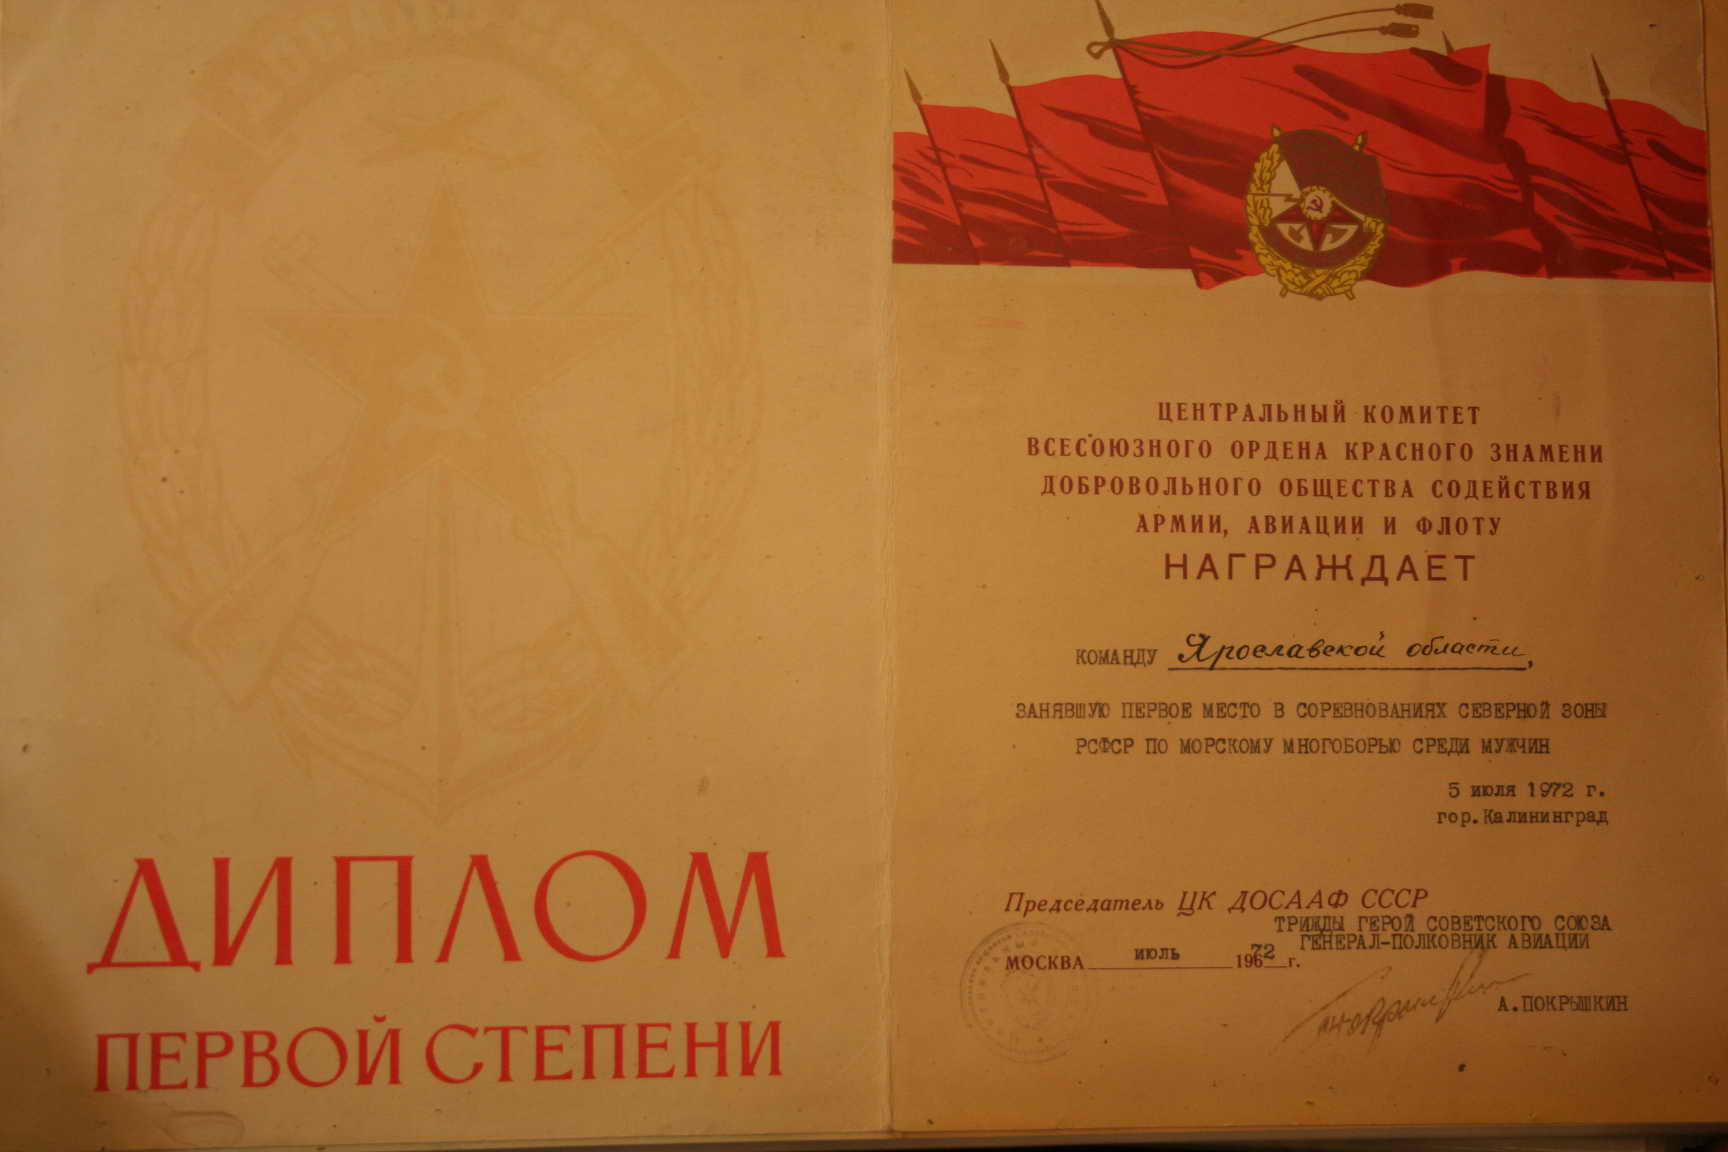 ДИПЛОМ
ПЕРВОЙ СТЕПЕНИ
ЦЕНТРАЛЬНЫЙ КОМИТЕТ
ВСЕСОЮЗНОГО ОРДЕНА КРАСНОГО ЗНАМЕНИ
ДОБРОВОЛЬНОГО ОБЩЕСТВА СОДЕЙСТВИЯ
АРМИИ, АВИАЦИИ И ФЛОТУ
НАГРАЖДАЕТ
КОМАНДУ Ярославской области,
ЗАНЯВШУЮ ПЕРВОЕ МЕСТО В СОРЕВНОВАНИЯХ СЕВЕРНОЙ ЗОНЫ
РСФСР ПО МОРСКОМУ МНОГОБОРЬЮ СРЕДИ МУЖЧИН
5 июля 1972 г.
гор.Калининград
Председатель ЦК ДОСААФ СССР
ТРИЖДЫ ГЕРОЙ СОВЕТСКОГО СОЮЗА
ГЕНЕРАЛ-ПОЛКОВНИК АВИАЦИИ
МОСКВА июль 1972 г.
А.ПОКРЫШКИН